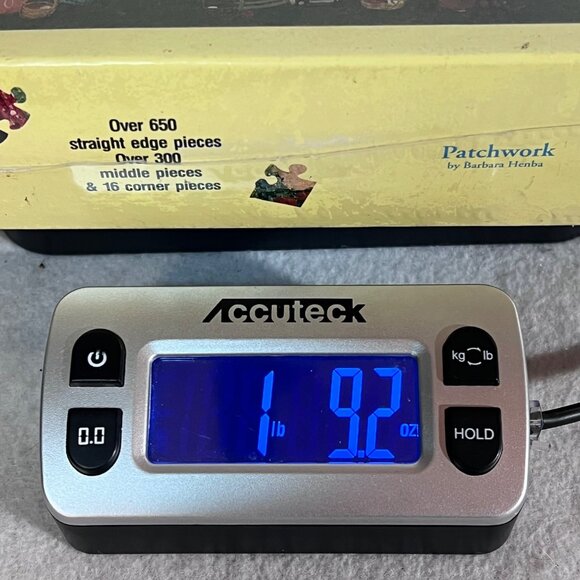 Over 650
straight edge pieces
Over 300
middle pieces
& 16 corner pieces
Patchwork
by Barbara Henba
Accuteck
kg lb
0.0
HOLD
1 lb 9.2 oz